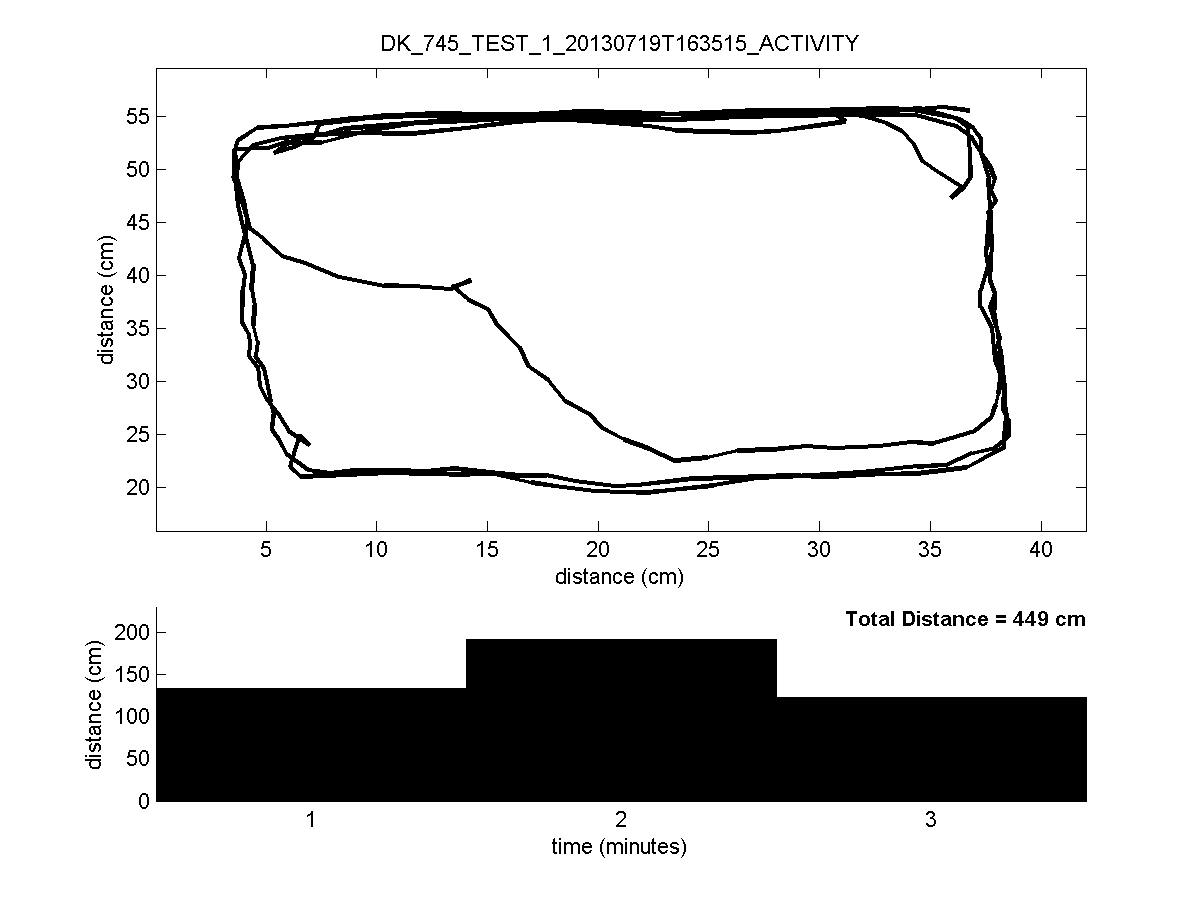 DK_745_TEST_1_20130719T163515_ACTIVITY
55
50
45
40
35
30
25
20
distance (cm)
5 10 15 20 25 30 35 40
distance (cm)
Total Distance = 449 cm
200
150
100
50
0
distance (cm)
1 2 3
time (minutes)